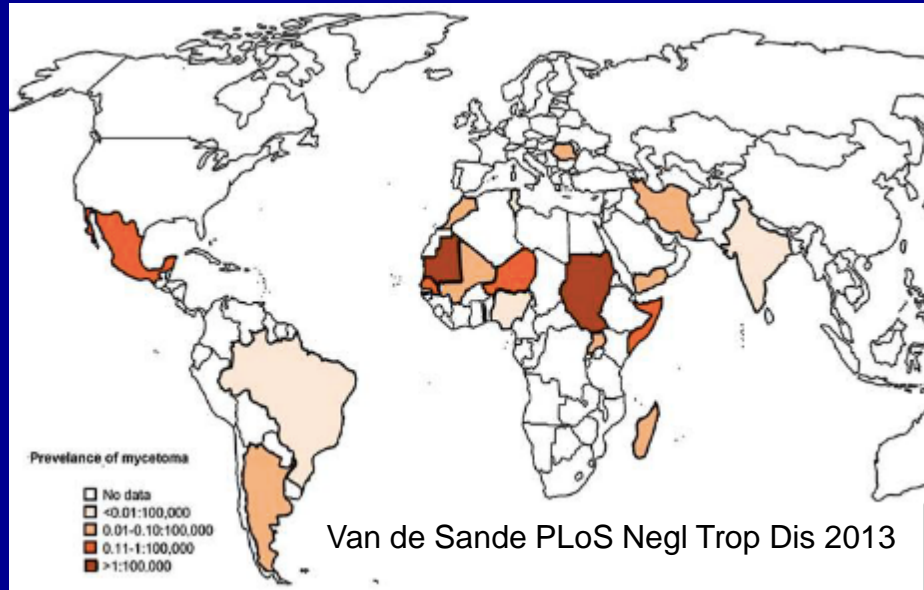 Prevelance of mycetoma
No data
<0.01:100,000
0.01-0.10:100,000
0.11-1:100,000
>1:100,000
Van de Sande PLoS Negl Trop Dis 2013